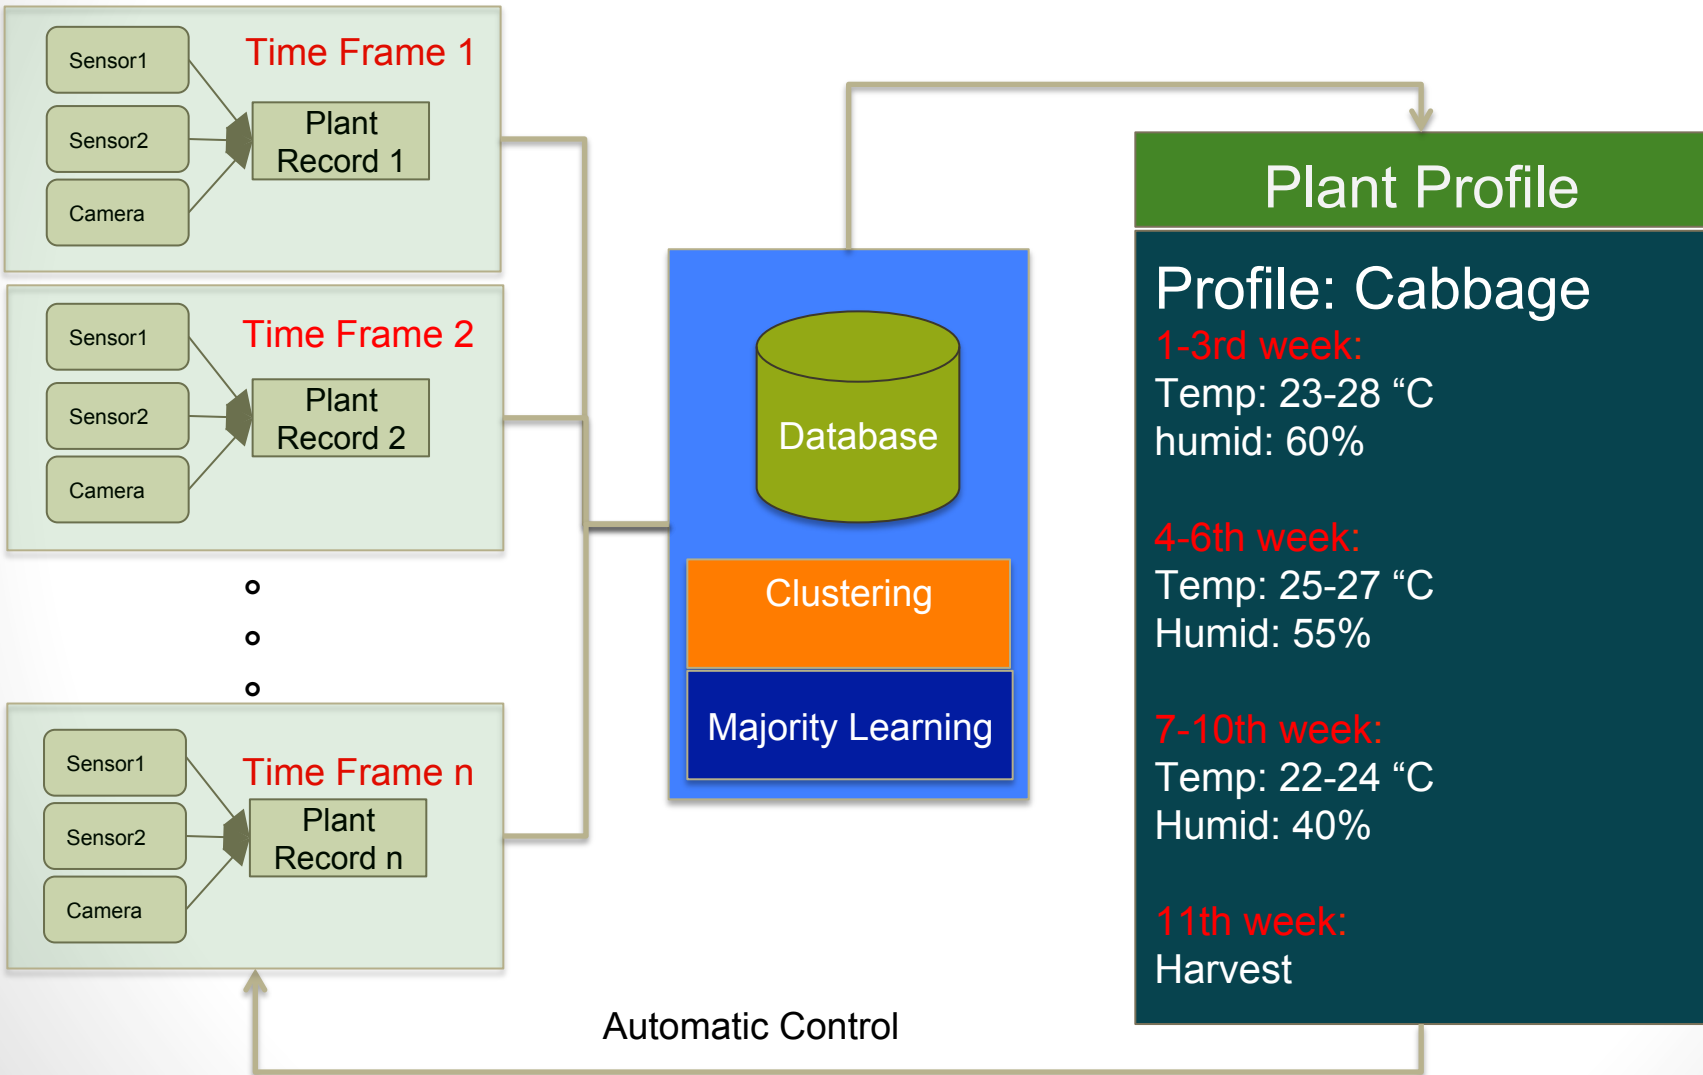 Time Frame 1
Sensor1
Sensor2
Camera
Plant
Record 1
Time Frame 2
Sensor1
Sensor2
Camera
Plant
Record 2
Time Frame n
Sensor1
Sensor2
Camera
Plant
Record n
Database
Clustering
Majority Learning
Plant Profile
Profile: Cabbage
1-3rd week:
Temp: 23-28 “C
humid: 60%
4-6th week:
Temp: 25-27 “C
Humid: 55%
7-10th week:
Temp: 22-24 “C
Humid: 40%
11th week:
Harvest
Automatic Control